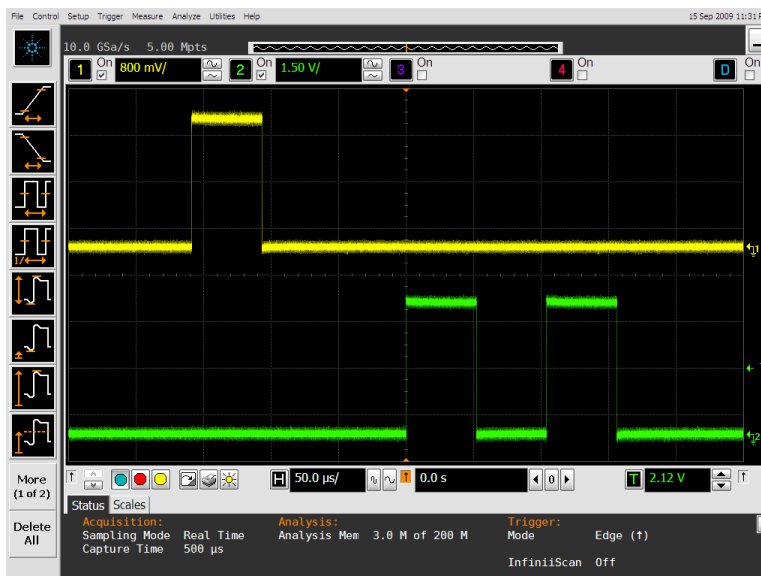 File Control Setup Trigger Measure Analyze Utilities Help 15 Sep 2009 11:31
10.0 GSa/s 5.00 Mpts
1 On 800 mV/ 2 On 1.50 V/ 3 On 4 On D On
1
1/
2
More
(1 of 2)
Delete
All
H 50.0 µs/ T 0.0 s 0 T 2.12 V
Status Scales
Acquisition: Analysis: Trigger:
Sampling Mode Real Time Analysis Mem 3.0 M of 200 M Mode Edge (↑)
Capture Time 500 µs
InfiniiScan Off